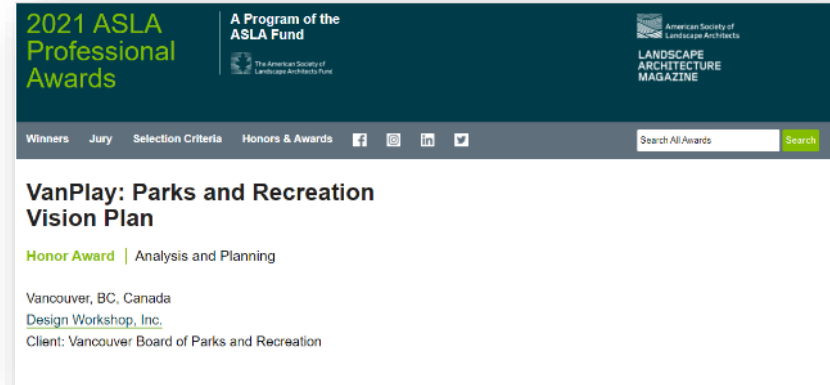 2021 ASLA
Professional
Awards
A Program of the
ASLA Fund
The American Society of
Landscape Architects Fund
American Society of
Landscape Architects
LANDSCAPE
ARCHITECTURE
MAGAZINE
Winners Jury Selection Criteria Honors & Awards
Search All Awards Search
VanPlay: Parks and Recreation
Vision Plan
Honor Award | Analysis and Planning
Vancouver, BC, Canada
Design Workshop, Inc.
Client: Vancouver Board of Parks and Recreation